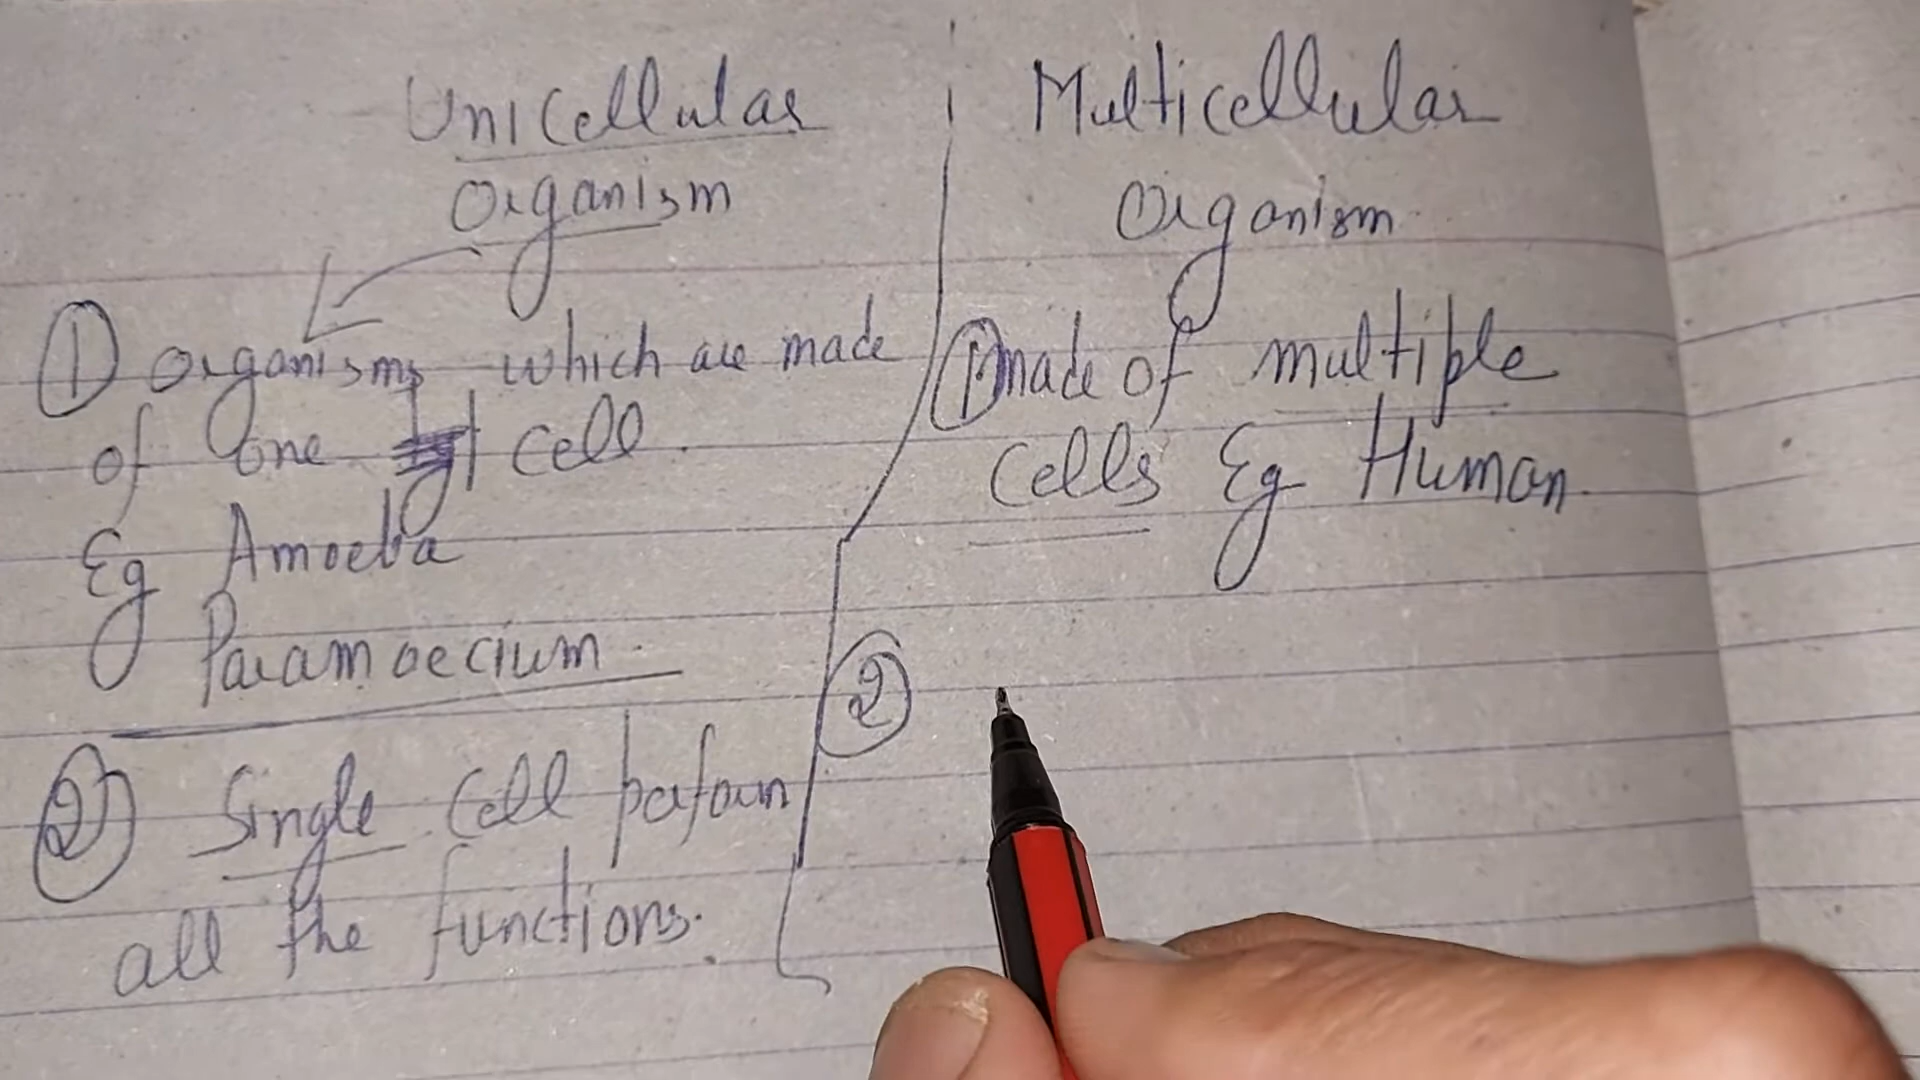 Unicellular
Organism
① Organisms which are made
of one cell.
Eg Amoeba
Paramoecium.
② Single Cell perform
all the functions.
Multicellular
Organism
① made of multiple
Cells Eg Human.
②